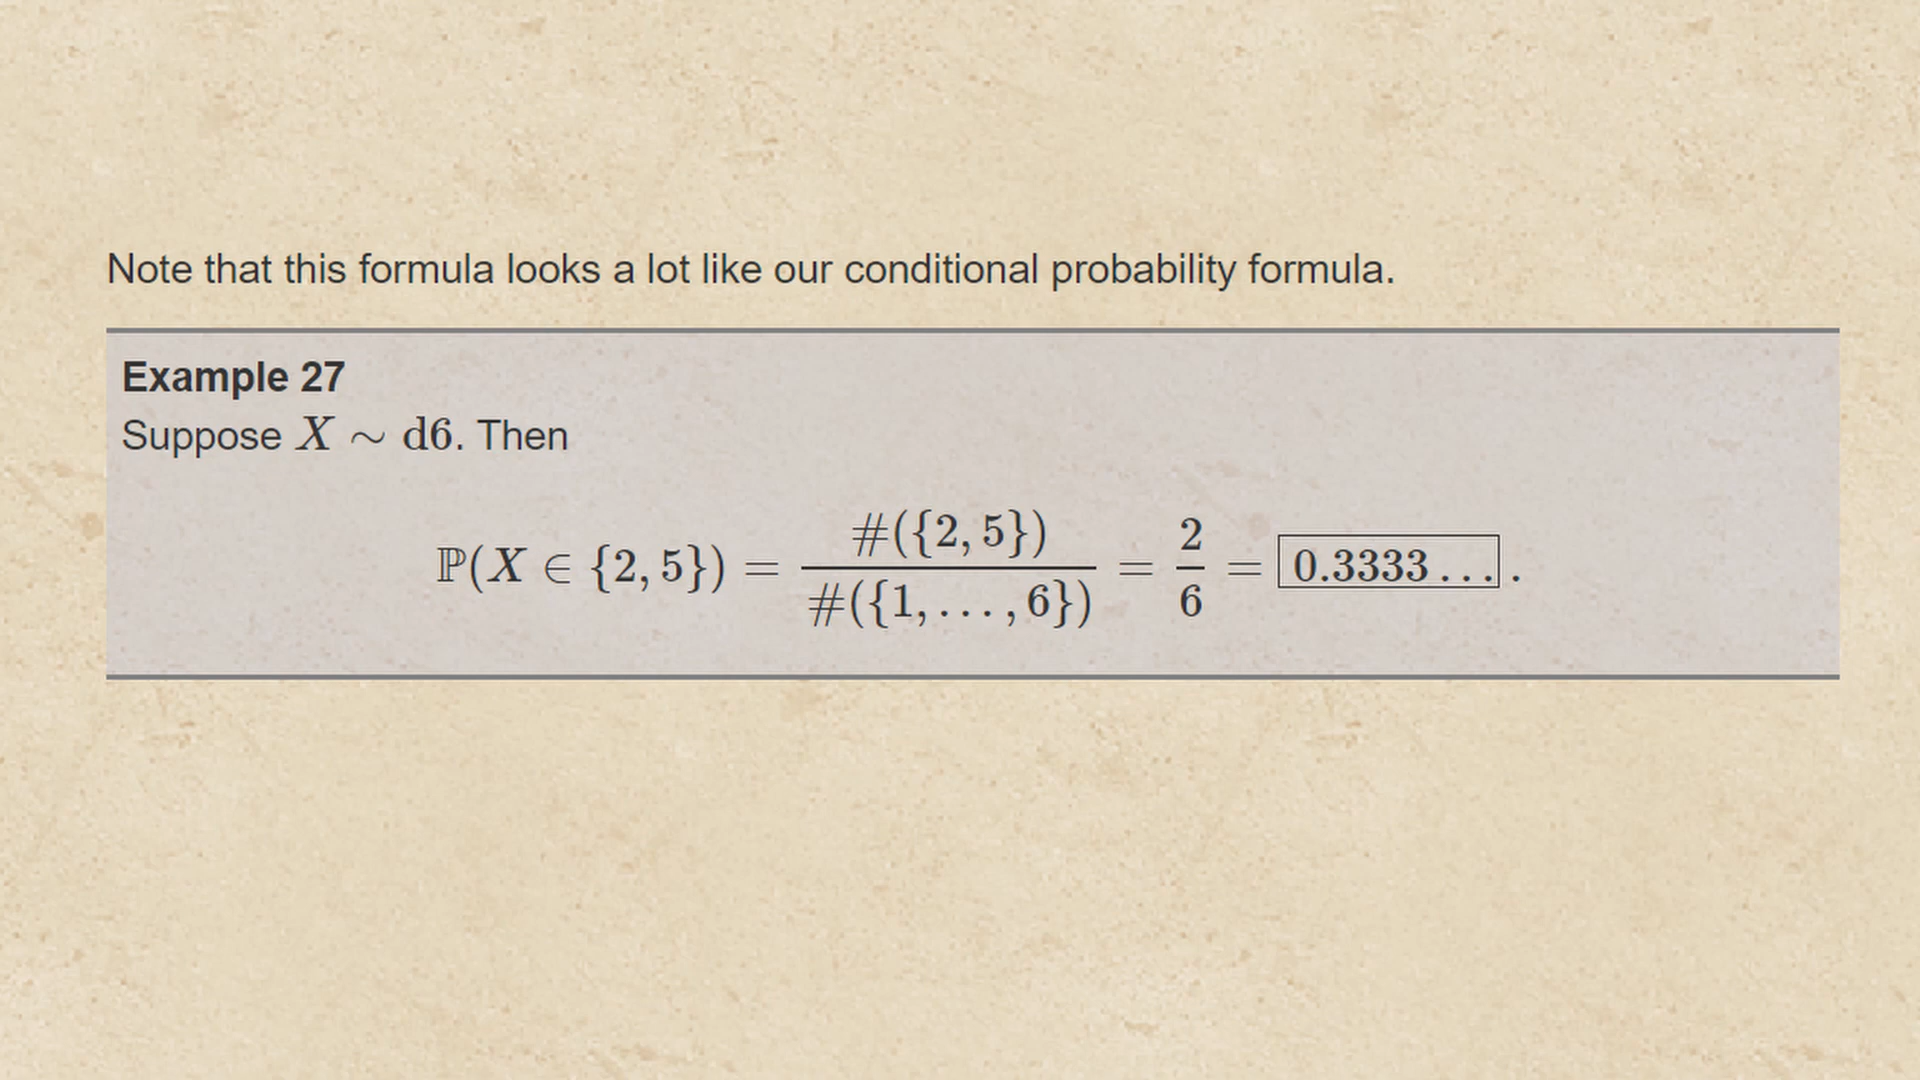 Note that this formula looks a lot like our conditional probability formula.
Example 27
Suppose X ∼ d6. Then
ℙ(X ∈ {2, 5}) = #({2, 5}) / #({1, . . . , 6}) = 2/6 = 0.3333 . . . .